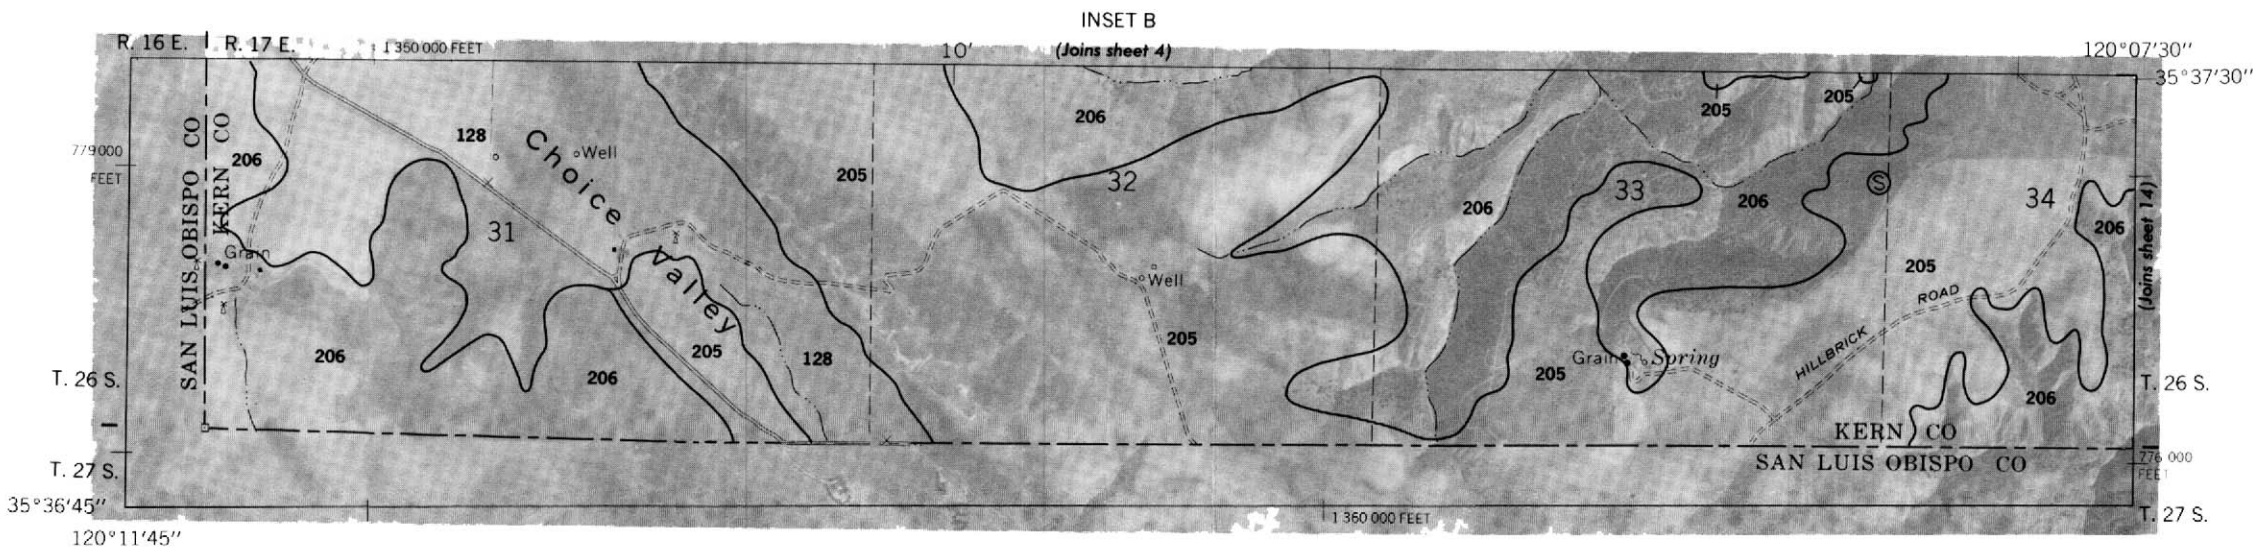 INSET B
(Joins sheet 4)
R. 16 E. R. 17 E.
1 350 000 FEET
10'
120°07'30"
35°37'30"
779 000
FEET
SAN LUIS OBISPO CO
KERN CO
206
128
Choice Valley
Well
205
206
32
31
Grain
206
206
205
128
Well
205
206
33
205
205
206
S
34
206
205
(Joins sheet 14)
HILLBRICK ROAD
Grain
Spring
205
206
T. 26 S.
T. 26 S.
KERN CO
SAN LUIS OBISPO CO
776 000
FEET
T. 27 S.
T. 27 S.
35°36'45"
120°11'45"
1 360 000 FEET